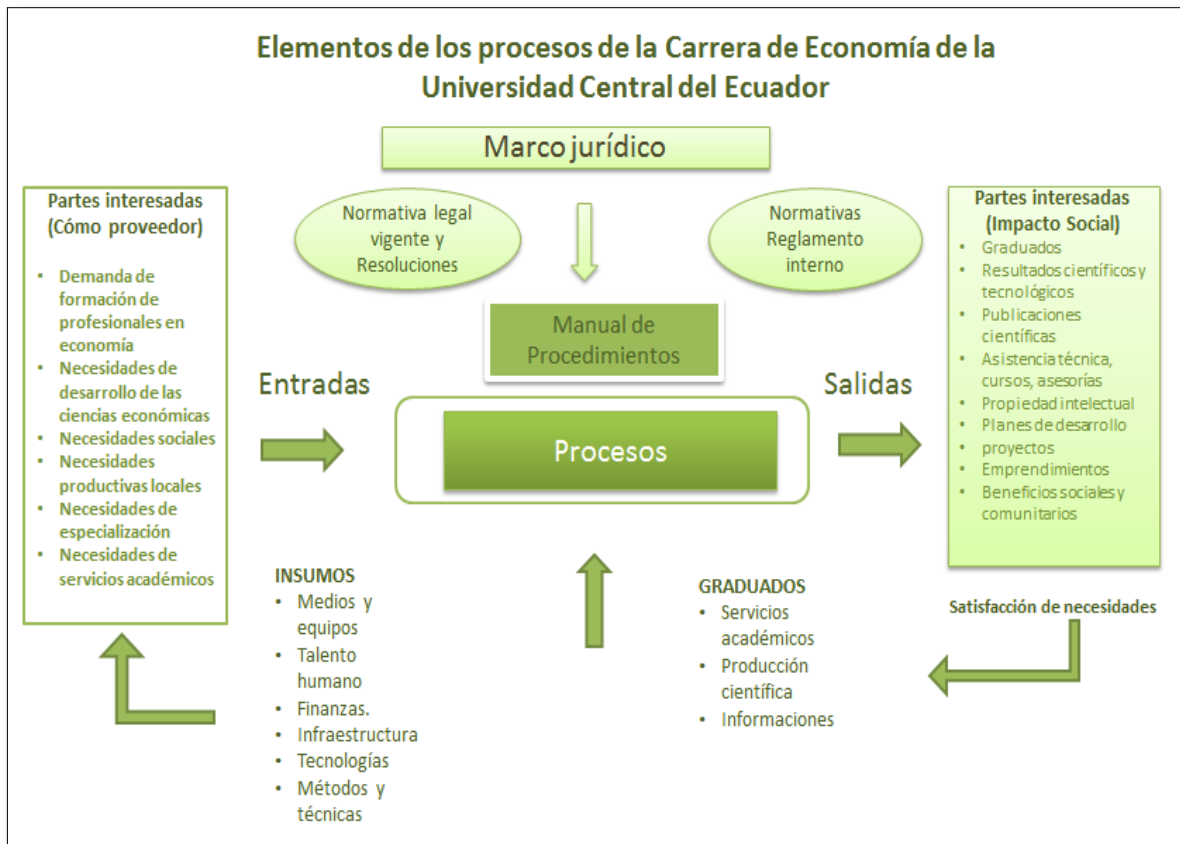 Elementos de los procesos de la Carrera de Economía de la
Universidad Central del Ecuador
Marco jurídico
Normativa legal
vigente y
Resoluciones
Normativas
Reglamento
interno
Partes interesadas
(Cómo proveedor)
• Demanda de
formación de
profesionales en
economía
• Necesidades de
desarrollo de las
ciencias económicas
• Necesidades sociales
• Necesidades
productivas locales
• Necesidades de
especialización
• Necesidades de
servicios académicos
Entradas
Manual de
Procedimientos
Procesos
Salidas
Partes interesadas
(Impacto Social)
• Graduados
• Resultados científicos y
tecnológicos
• Publicaciones
científicas
• Asistencia técnica,
cursos, asesorías
• Propiedad intelectual
• Planes de desarrollo
• proyectos
• Emprendimientos
• Beneficios sociales y
comunitarios
INSUMOS
• Medios y
equipos
• Talento
humano
• Finanzas.
• Infraestructura
• Tecnologías
• Métodos y
técnicas
GRADUADOS
• Servicios
académicos
• Producción
científica
• Informaciones
Satisfacción de necesidades